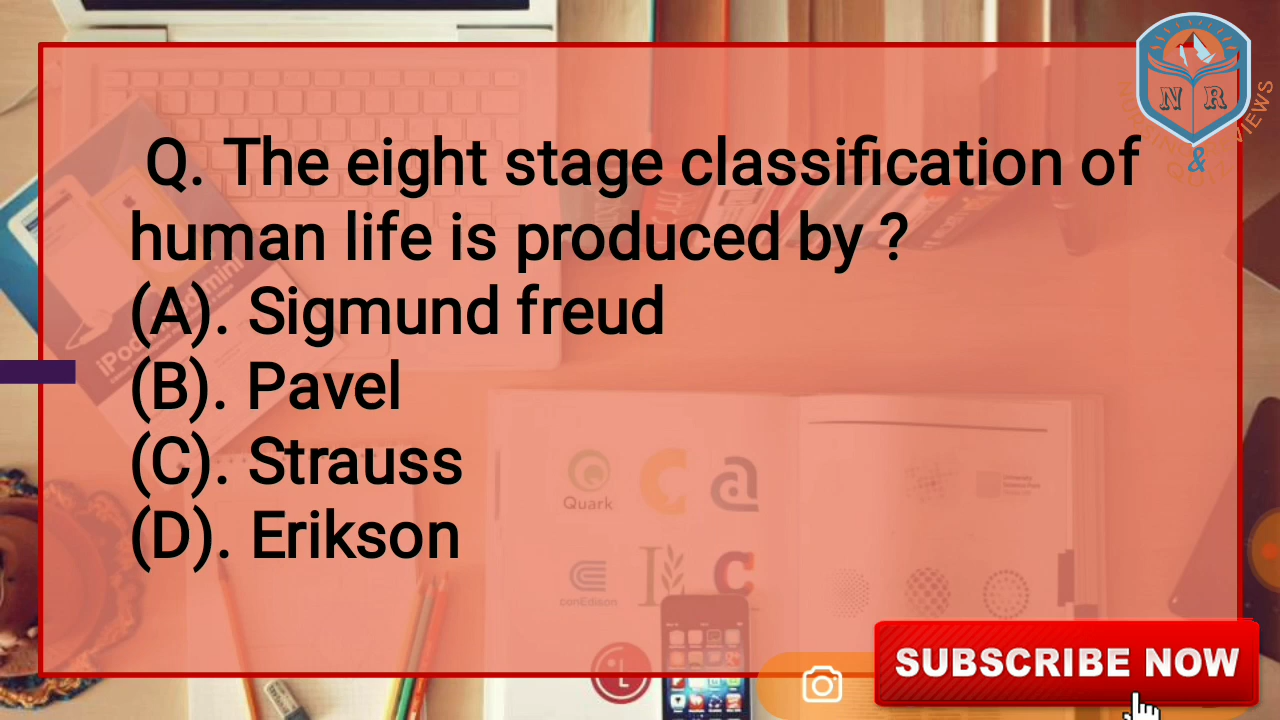 Q. The eight stage classification of
human life is produced by ?
(A). Sigmund freud
(B). Pavel
(C). Strauss
(D). Erikson
N R
VIEWS
&
Quark
conEdison
SUBSCRIBE NOW